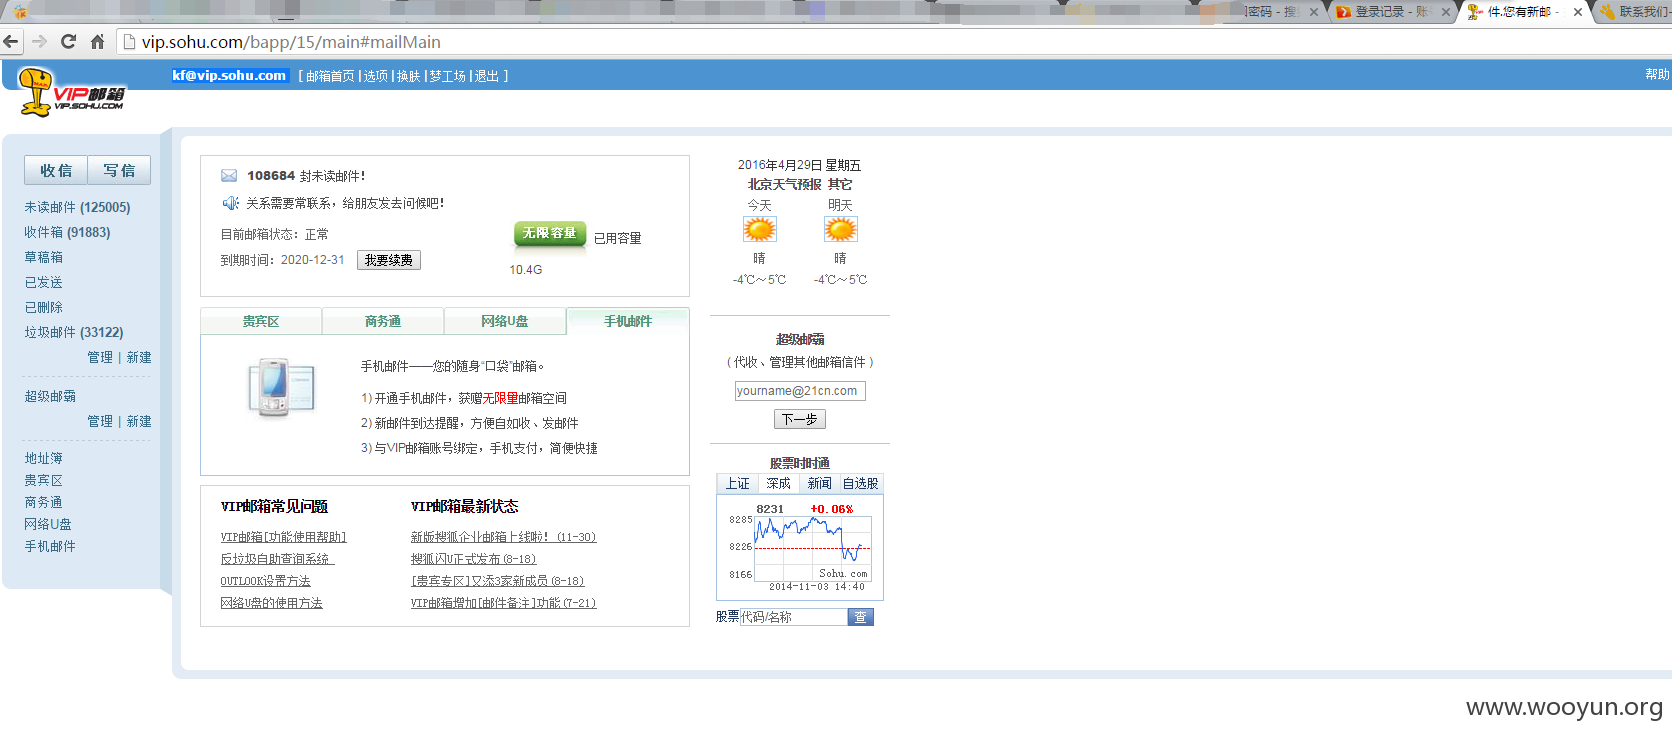 密码 - 搜
登录记录 - 账
件.您有新邮 -
联系我们-
vip.sohu.com/bapp/15/main#mailMain
kf@vip.sohu.com [ 邮箱首页 | 选项 | 换肤 | 梦工场 | 退出 ]
帮助
VIP邮箱
VIP.SOHU.COM
收信 写信
未读邮件 (125005)
收件箱 (91883)
草稿箱
已发送
已删除
垃圾邮件 (33122)
管理 | 新建
超级邮霸
管理 | 新建
地址簿
贵宾区
商务通
网络U盘
手机邮件
108684 封未读邮件!
关系需要常联系，给朋友发去问候吧!
目前邮箱状态：正常
到期时间：2020-12-31 我要续费
无限容量 已用容量
10.4G
贵宾区 商务通 网络U盘 手机邮件
手机邮件——您的随身“口袋”邮箱。
1) 开通手机邮件，获赠无限量邮箱空间
2) 新邮件到达提醒，方便自如收、发邮件
3) 与VIP邮箱账号绑定，手机支付，简便快捷
VIP邮箱常见问题
VIP邮箱[功能使用帮助]
反垃圾自助查询系统
OUTLOOK设置方法
网络U盘的使用方法
VIP邮箱最新状态
新版搜狐企业邮箱上线啦! (11-30)
搜狐闪U正式发布(8-18)
[贵宾专区]又添3家新成员(8-18)
VIP邮箱增加[邮件备注]功能(7-21)
2016年4月29日 星期五
北京天气预报 其它
今天 明天
晴 晴
-4℃～5℃ -4℃～5℃
超级邮霸
( 代收、管理其他邮箱信件 )
yourname@21cn.com
下一步
股票时时通
上证 深成 新闻 自选股
8231 +0.06%
8285
8226
8166
Sohu.com
2014-11-03 14:40
股票 代码/名称 查
www.wooyun.org